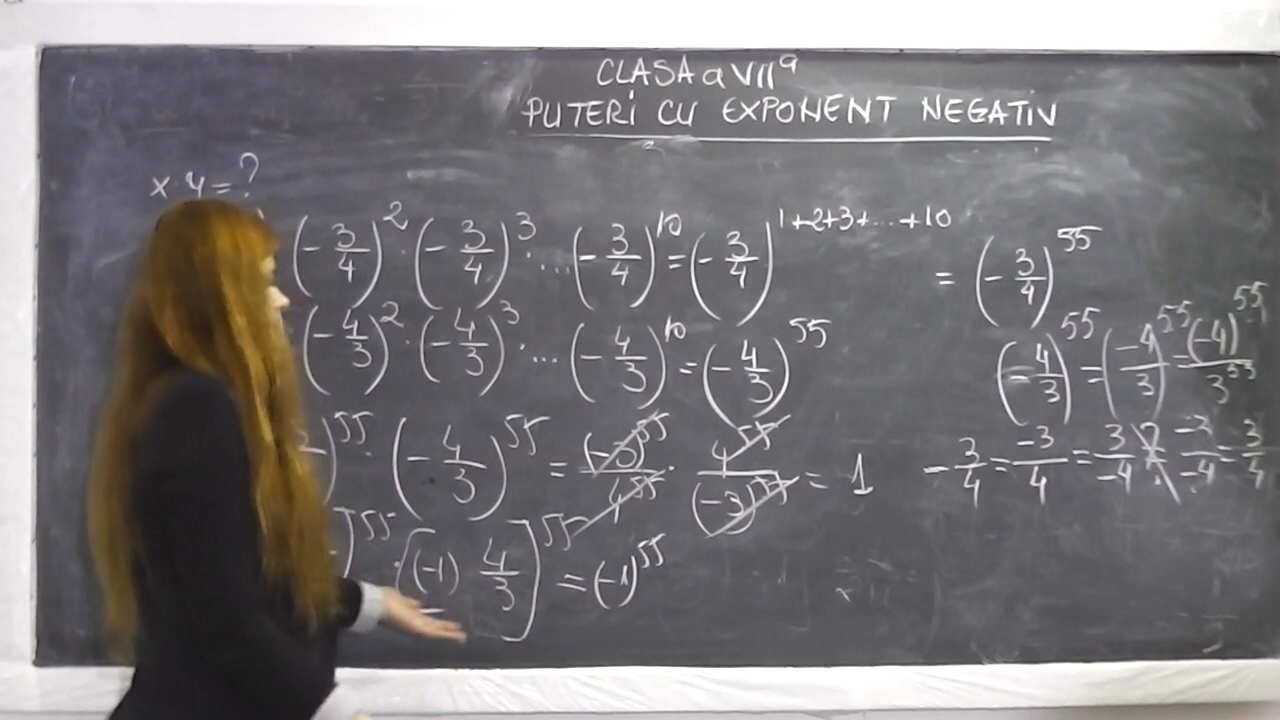 CLASA a VII a
PUTERI CU EXPONENT NEGATIV
x·y=?
(-3/4)^2·(-3/4)^3·....(-3/4)^10=(-3/4)^1+2+3+...+10 = (-3/4)^55
(-4/3)^2·(-4/3)^3·...(-4/3)^10=(-4/3)^55
(-4/3)^55=(-4/3)^55=(-4)^55/3^55
)^55·(-4/3)^55=(-3)^55/4^55·4^55/(-3)^55=1
-3/4=-3/4=3/-4 -3/-4=3/4
]^55·[(-1) 4/3]^55=(-1)^55